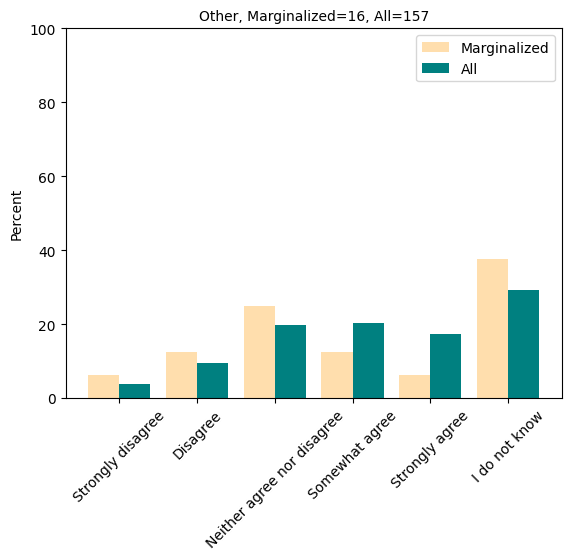 Other, Marginalized=16, All=157
Marginalized
All
Percent
100
80
60
40
20
0
Strongly disagree
Disagree
Neither agree nor disagree
Somewhat agree
Strongly agree
I do not know